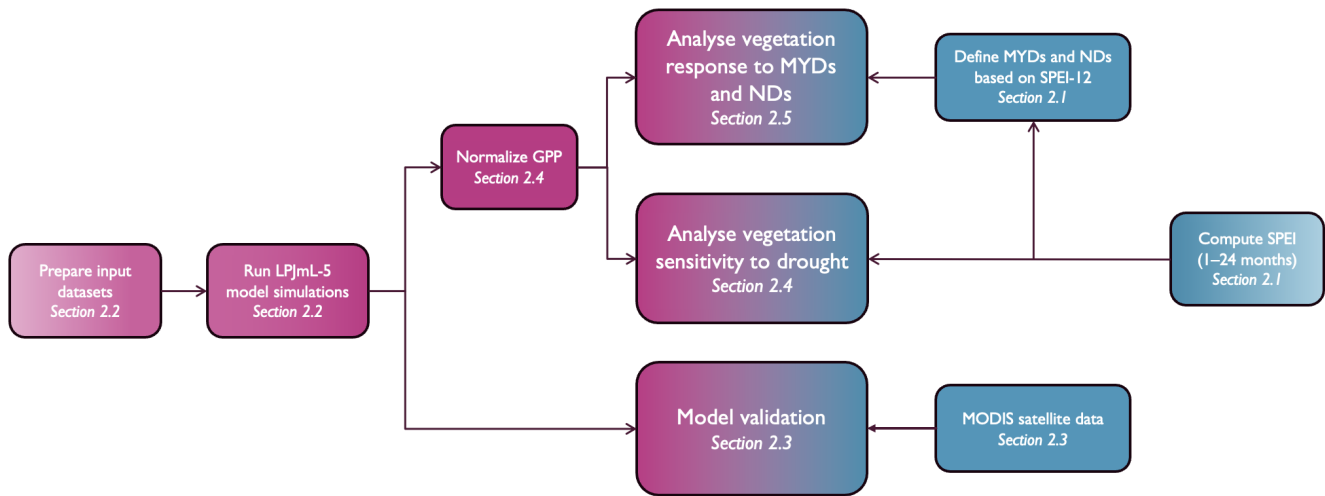 Prepare input
datasets
Section 2.2
Run LPJmL-5
model simulations
Section 2.2
Normalize GPP
Section 2.4
Analyse vegetation
response to MYDs
and NDs
Section 2.5
Analyse vegetation
sensitivity to drought
Section 2.4
Model validation
Section 2.3
Define MYDs and NDs
based on SPEI-12
Section 2.1
MODIS satellite data
Section 2.3
Compute SPEI
(1–24 months)
Section 2.1